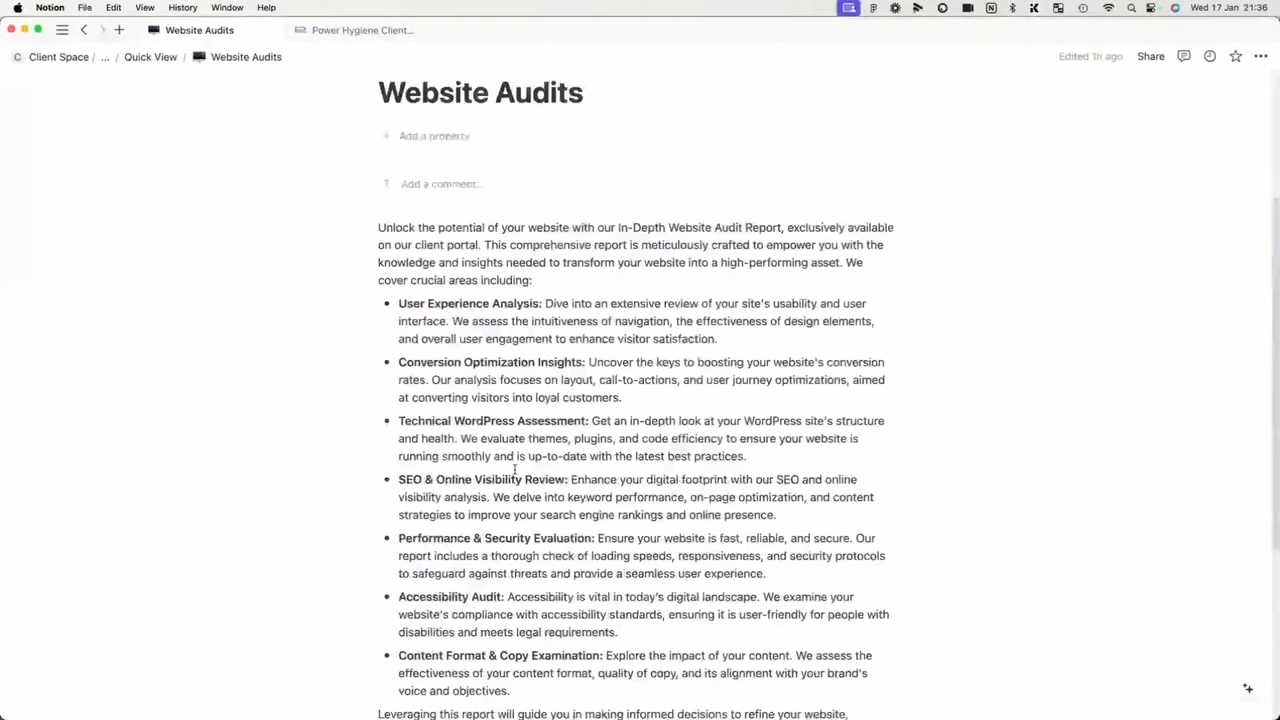 Notion File Edit View History Window Help Wed 17 Jan 21:36
Website Audits Power Hygiene Client...
C Client Space / ... / Quick View / Website Audits Edited 1h ago Share
Website Audits
Add a property
Add a comment...
Unlock the potential of your website with our In-Depth Website Audit Report, exclusively available
on our client portal. This comprehensive report is meticulously crafted to empower you with the
knowledge and insights needed to transform your website into a high-performing asset. We
cover crucial areas including:
• User Experience Analysis: Dive into an extensive review of your site's usability and user
interface. We assess the intuitiveness of navigation, the effectiveness of design elements,
and overall user engagement to enhance visitor satisfaction.
• Conversion Optimization Insights: Uncover the keys to boosting your website's conversion
rates. Our analysis focuses on layout, call-to-actions, and user journey optimizations, aimed
at converting visitors into loyal customers.
• Technical WordPress Assessment: Get an in-depth look at your WordPress site's structure
and health. We evaluate themes, plugins, and code efficiency to ensure your website is
running smoothly and is up-to-date with the latest best practices.
• SEO & Online Visibility Review: Enhance your digital footprint with our SEO and online
visibility analysis. We delve into keyword performance, on-page optimization, and content
strategies to improve your search engine rankings and online presence.
• Performance & Security Evaluation: Ensure your website is fast, reliable, and secure. Our
report includes a thorough check of loading speeds, responsiveness, and security protocols
to safeguard against threats and provide a seamless user experience.
• Accessibility Audit: Accessibility is vital in today's digital landscape. We examine your
website's compliance with accessibility standards, ensuring it is user-friendly for people with
disabilities and meets legal requirements.
• Content Format & Copy Examination: Explore the impact of your content. We assess the
effectiveness of your content format, quality of copy, and its alignment with your brand's
voice and objectives.
Leveraging this report will guide you in making informed decisions to refine your website,